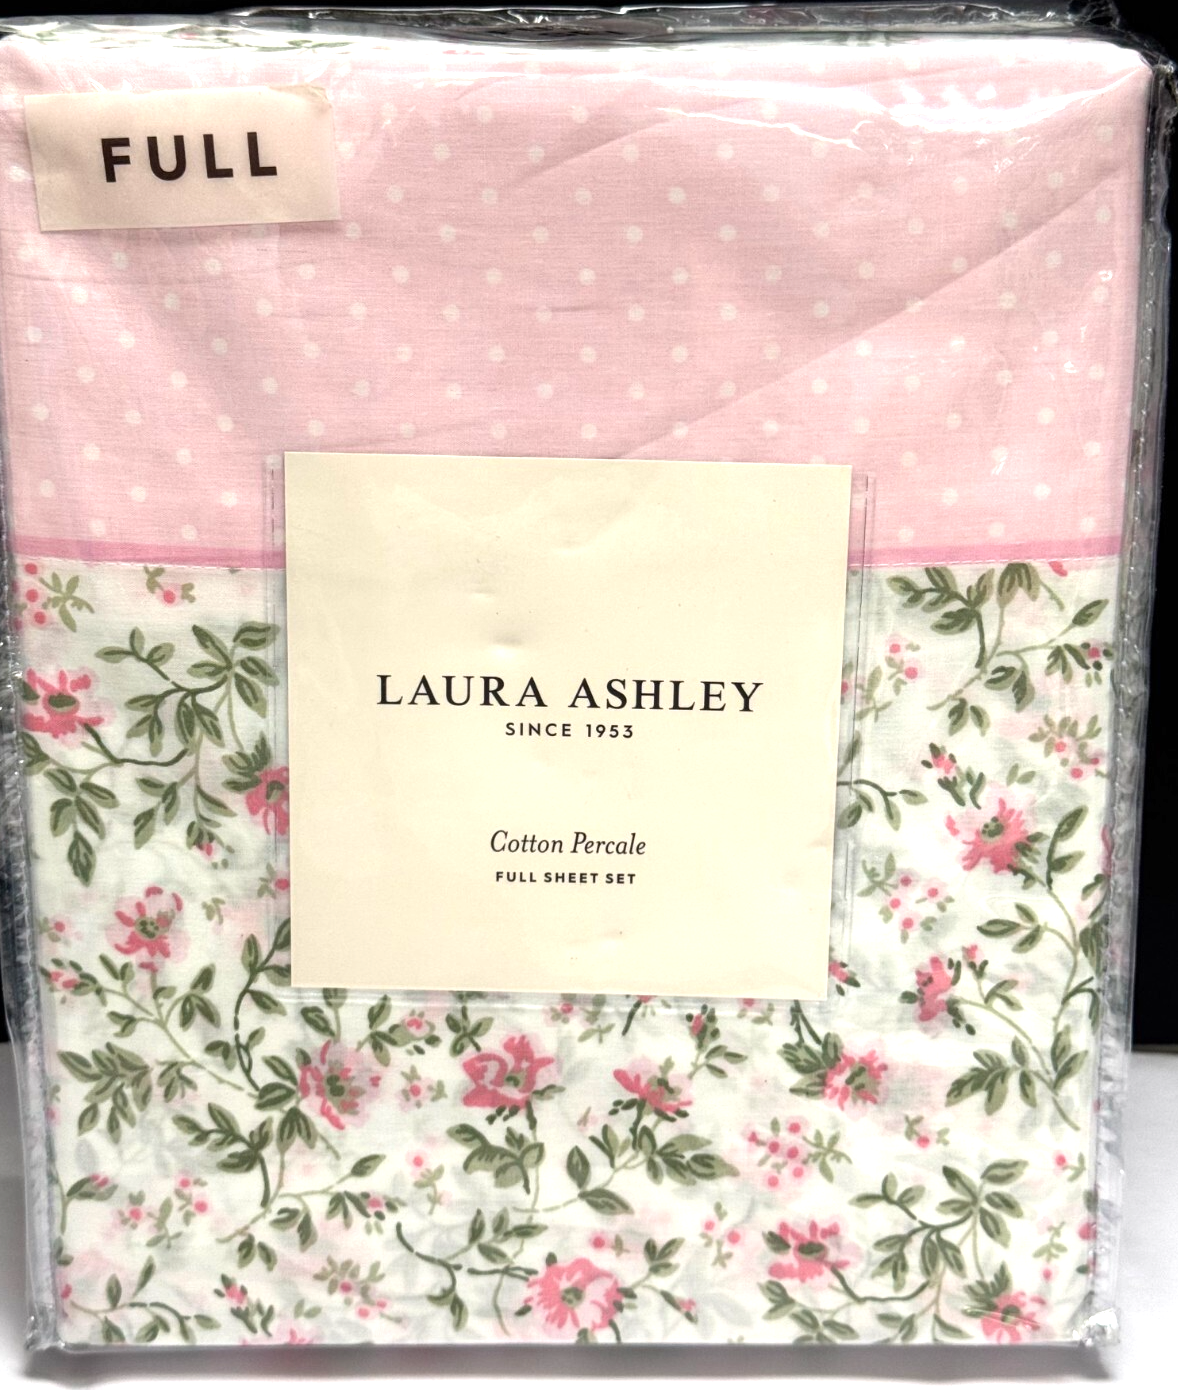 FULL
LAURA ASHLEY
SINCE 1953
Cotton Percale
FULL SHEET SET